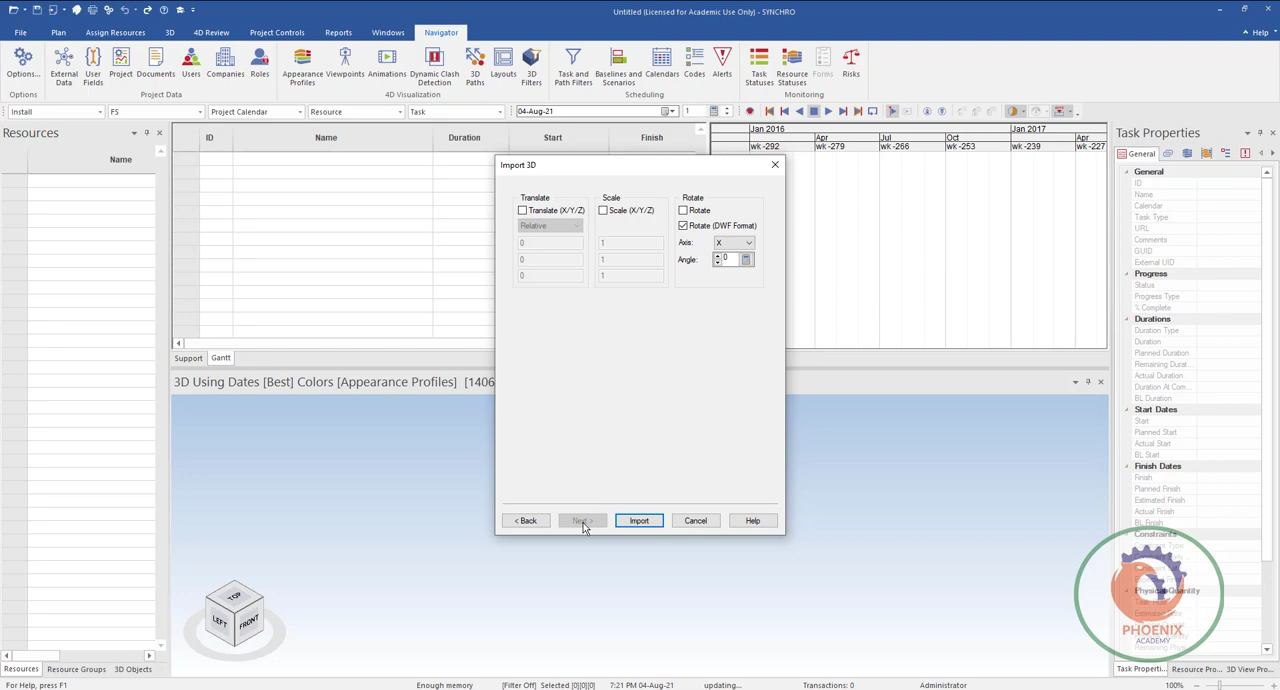 Untitled (Licensed for Academic Use Only) - SYNCHRO
File Plan Assign Resources 3D 4D Review Project Controls Reports Windows Navigator Help
Options... External Data User Fields Project Documents Users Companies Roles Appearance Profiles Viewpoints Animations Dynamic Clash Detection 3D Paths Layouts 3D Filters Task and Path Filters Baselines and Scenarios Calendars Codes Alerts Task Statuses Resource Statuses Forms Risks
Options Project Data 4D Visualization Scheduling Monitoring
Install FS Project Calendar Resource Task 04-Aug-21 1
Resources
Name
ID Name Duration Start Finish
Jan 2016 Apr Jul Oct Jan 2017 Apr
wk -292 wk -279 wk -266 wk -253 wk -239 wk -227
Support Gantt
3D Using Dates [Best] Colors [Appearance Profiles] [1406
Import 3D
Translate Scale Rotate
Translate (X/Y/Z) Scale (X/Y/Z) Rotate
Relative Rotate (DWF Format)
0 1 Axis: X
0 1 Angle: 0
0 1
< Back Next > Import Cancel Help
Task Properties
General
General
ID
Name
Calendar
Task Type
URL
Comments
GUID
External UID
Progress
Status
Progress Type
% Complete
Durations
Duration Type
Duration
Planned Duration
Remaining Durat...
Actual Duration
Duration At Com...
BL Duration
Start Dates
Start
Planned Start
Actual Start
BL Start
Finish Dates
Finish
Planned Finish
Estimated Finish
Actual Finish
BL Finish
Constraints
Constraint Type
Physical Quantity
PHOENIX
ACADEMY
TOP
LEFT FRONT
Resources Resource Groups 3D Objects
Task Properti... Resource Pro... 3D View Pro...
For Help, press F1 Enough memory [Filter Off] Selected [0][0][0] 7:21 PM 04-Aug-21 updating... Transactions: 0 Administrator 100%